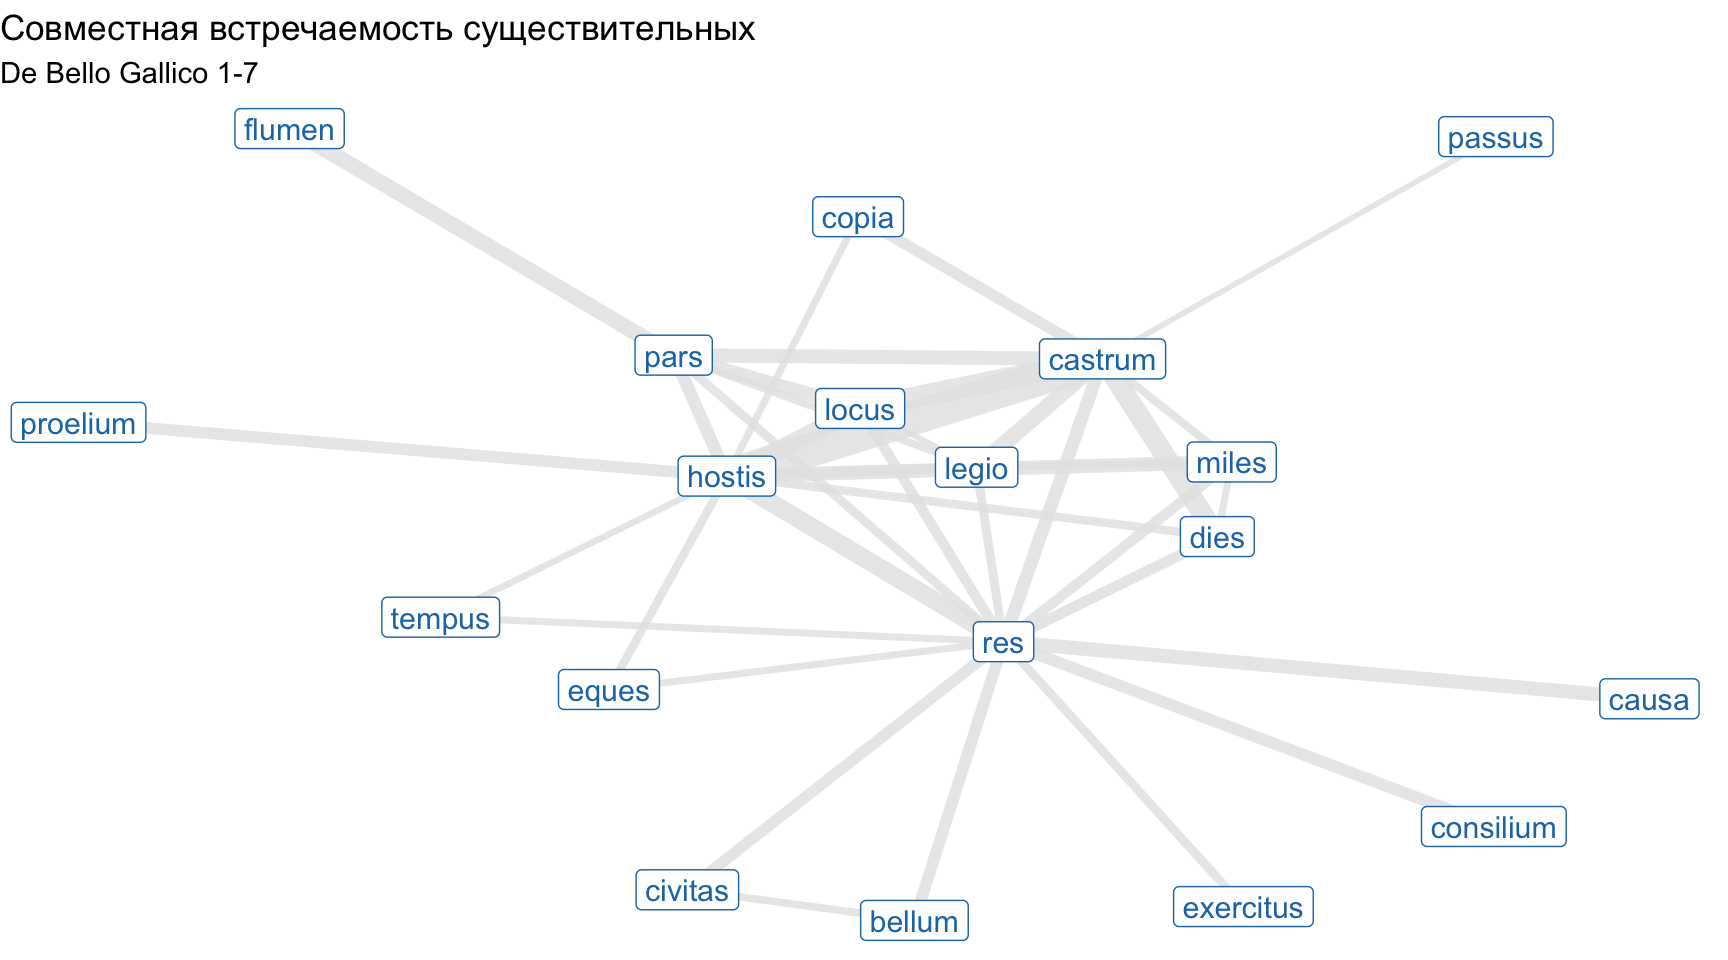 Совместная встречаемость существительных
De Bello Gallico 1-7
flumen
passus
copia
pars
castrum
locus
proelium
hostis
legio
miles
dies
tempus
res
eques
causa
consilium
civitas
exercitus
bellum